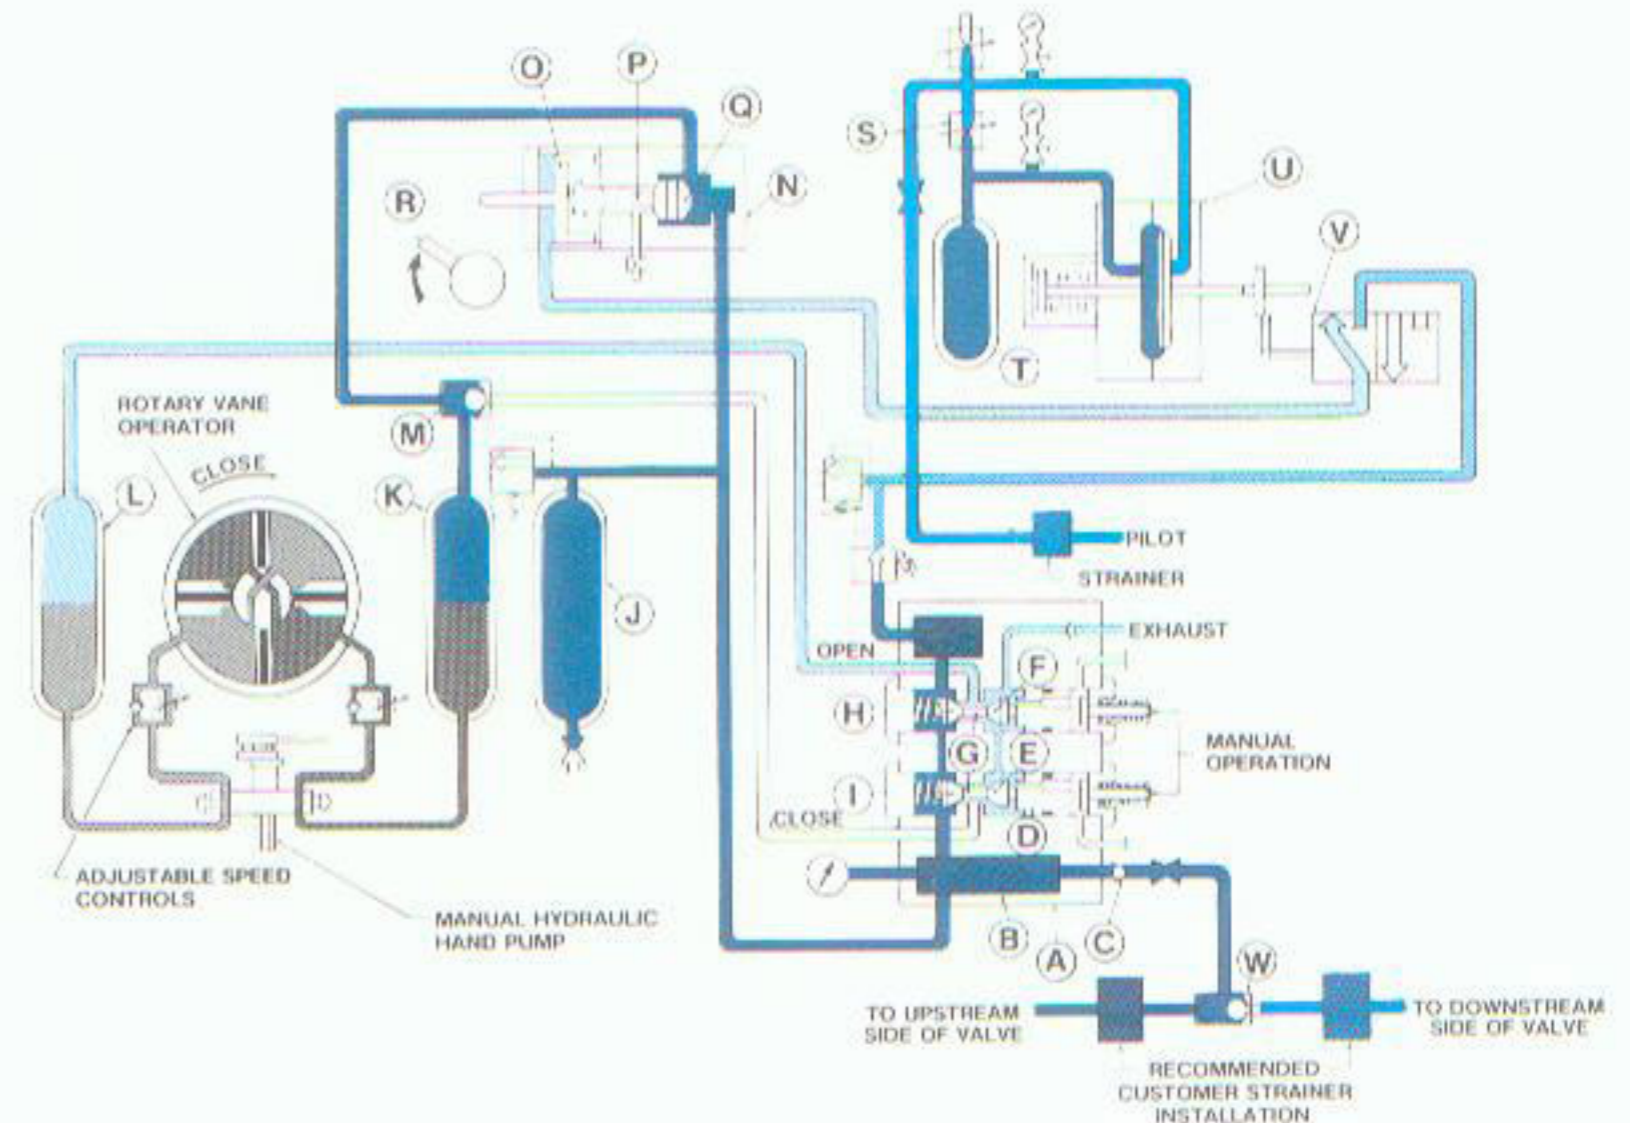 O
P
Q
S
N
U
R
V
T
ROTARY VANE
OPERATOR
CLOSE
M
L
K
J
PILOT
STRAINER
OPEN
EXHAUST
F
H
G
E
MANUAL
OPERATION
I
CLOSE
D
ADJUSTABLE SPEED
CONTROLS
MANUAL HYDRAULIC
HAND PUMP
B
A
C
W
TO UPSTREAM
SIDE OF VALVE
TO DOWNSTREAM
SIDE OF VALVE
RECOMMENDED
CUSTOMER STRAINER
INSTALLATION